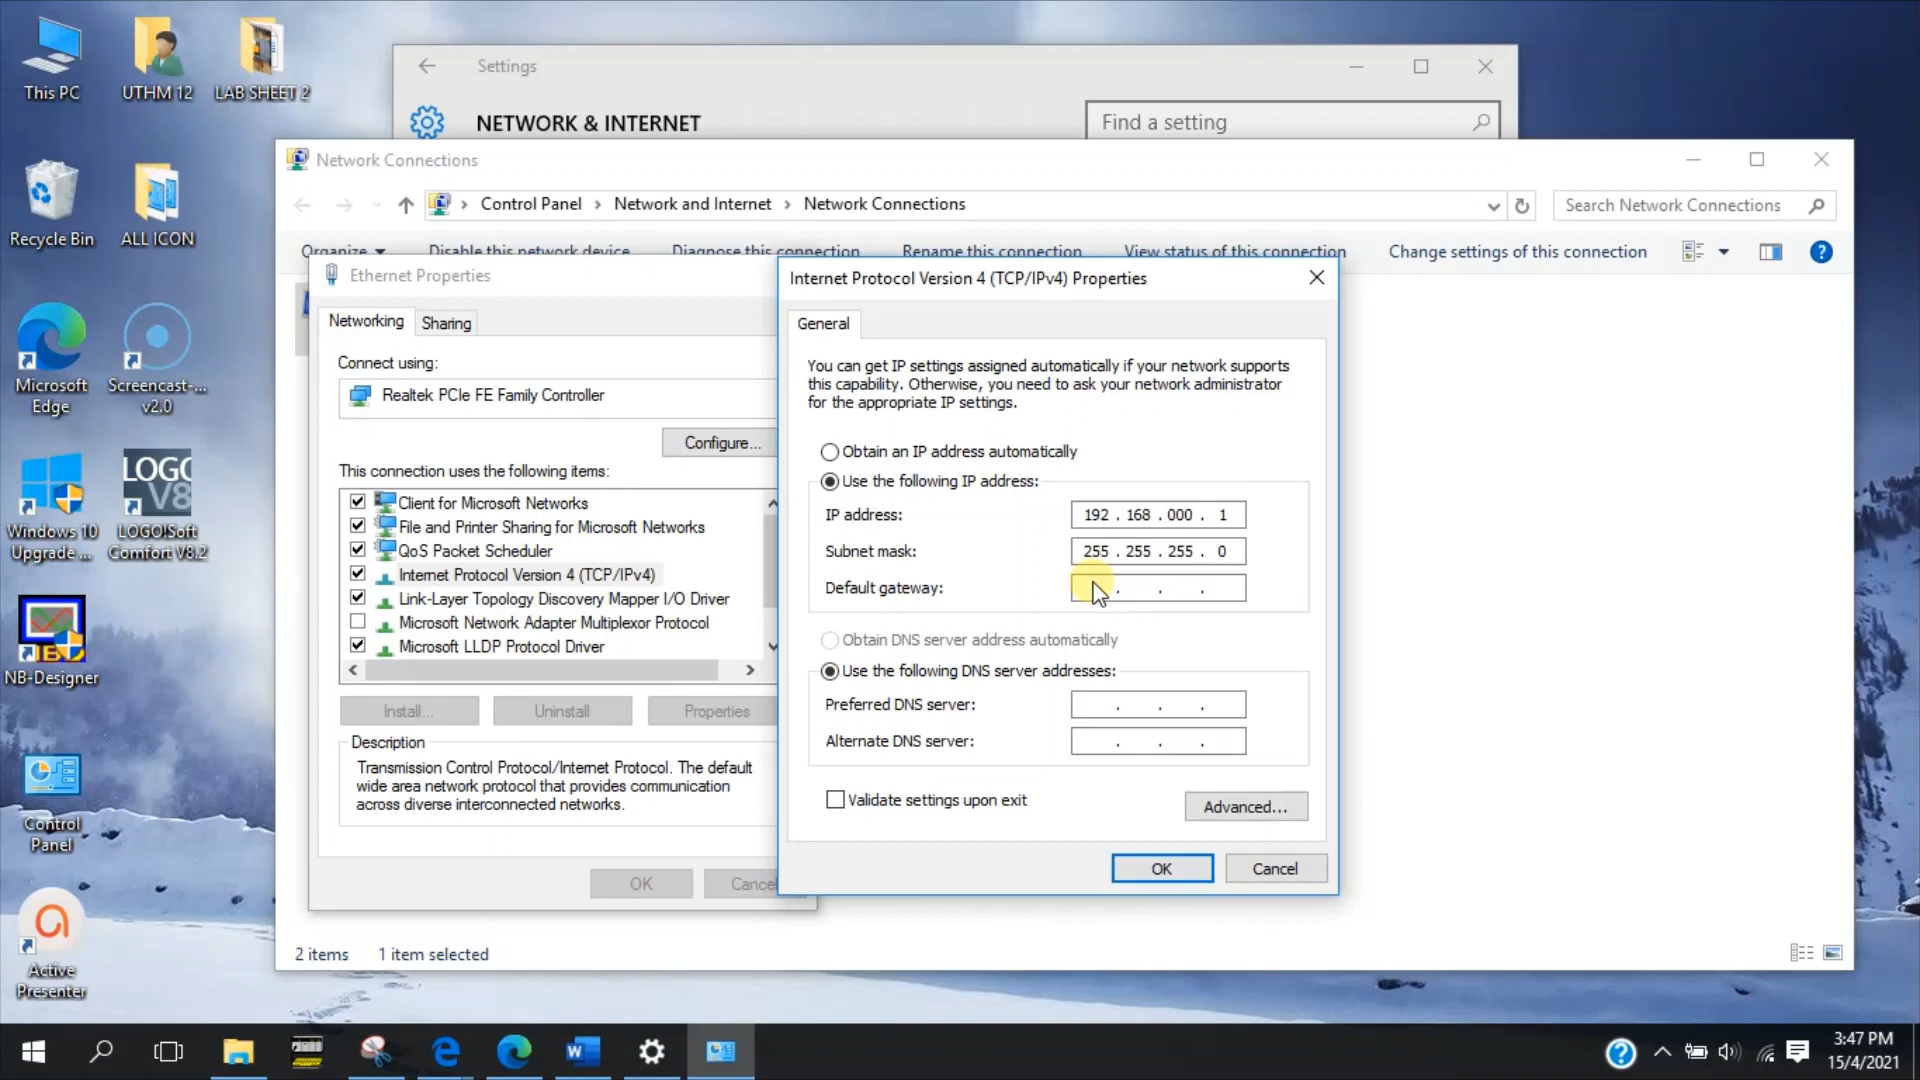 This PC
UTHM 12
LAB SHEET 2
Recycle Bin
ALL ICON
Microsoft
Edge
Screencast-...
v2.0
Windows 10
Upgrade ...
LOGO!Soft
Comfort V8.2
LOGO
V8
NB-Designer
Control
Panel
Active
Presenter
Settings
NETWORK & INTERNET
Find a setting
Network Connections
Control Panel
Network and Internet
Network Connections
Search Network Connections
Organize
Disable this network device
Diagnose this connection
Rename this connection
View status of this connection
Change settings of this connection
Ethernet Properties
Networking
Sharing
Connect using:
Realtek PCIe FE Family Controller
Configure...
This connection uses the following items:
Client for Microsoft Networks
File and Printer Sharing for Microsoft Networks
QoS Packet Scheduler
Internet Protocol Version 4 (TCP/IPv4)
Link-Layer Topology Discovery Mapper I/O Driver
Microsoft Network Adapter Multiplexor Protocol
Microsoft LLDP Protocol Driver
Install...
Uninstall
Properties
Description
Transmission Control Protocol/Internet Protocol. The default
wide area network protocol that provides communication
across diverse interconnected networks.
OK
Cancel
Internet Protocol Version 4 (TCP/IPv4) Properties
General
You can get IP settings assigned automatically if your network supports
this capability. Otherwise, you need to ask your network administrator
for the appropriate IP settings.
Obtain an IP address automatically
Use the following IP address:
IP address:
192 . 168 . 000 . 1
Subnet mask:
255 . 255 . 255 . 0
Default gateway:
Obtain DNS server address automatically
Use the following DNS server addresses:
Preferred DNS server:
Alternate DNS server:
Validate settings upon exit
Advanced...
OK
Cancel
2 items
1 item selected
3:47 PM
15/4/2021